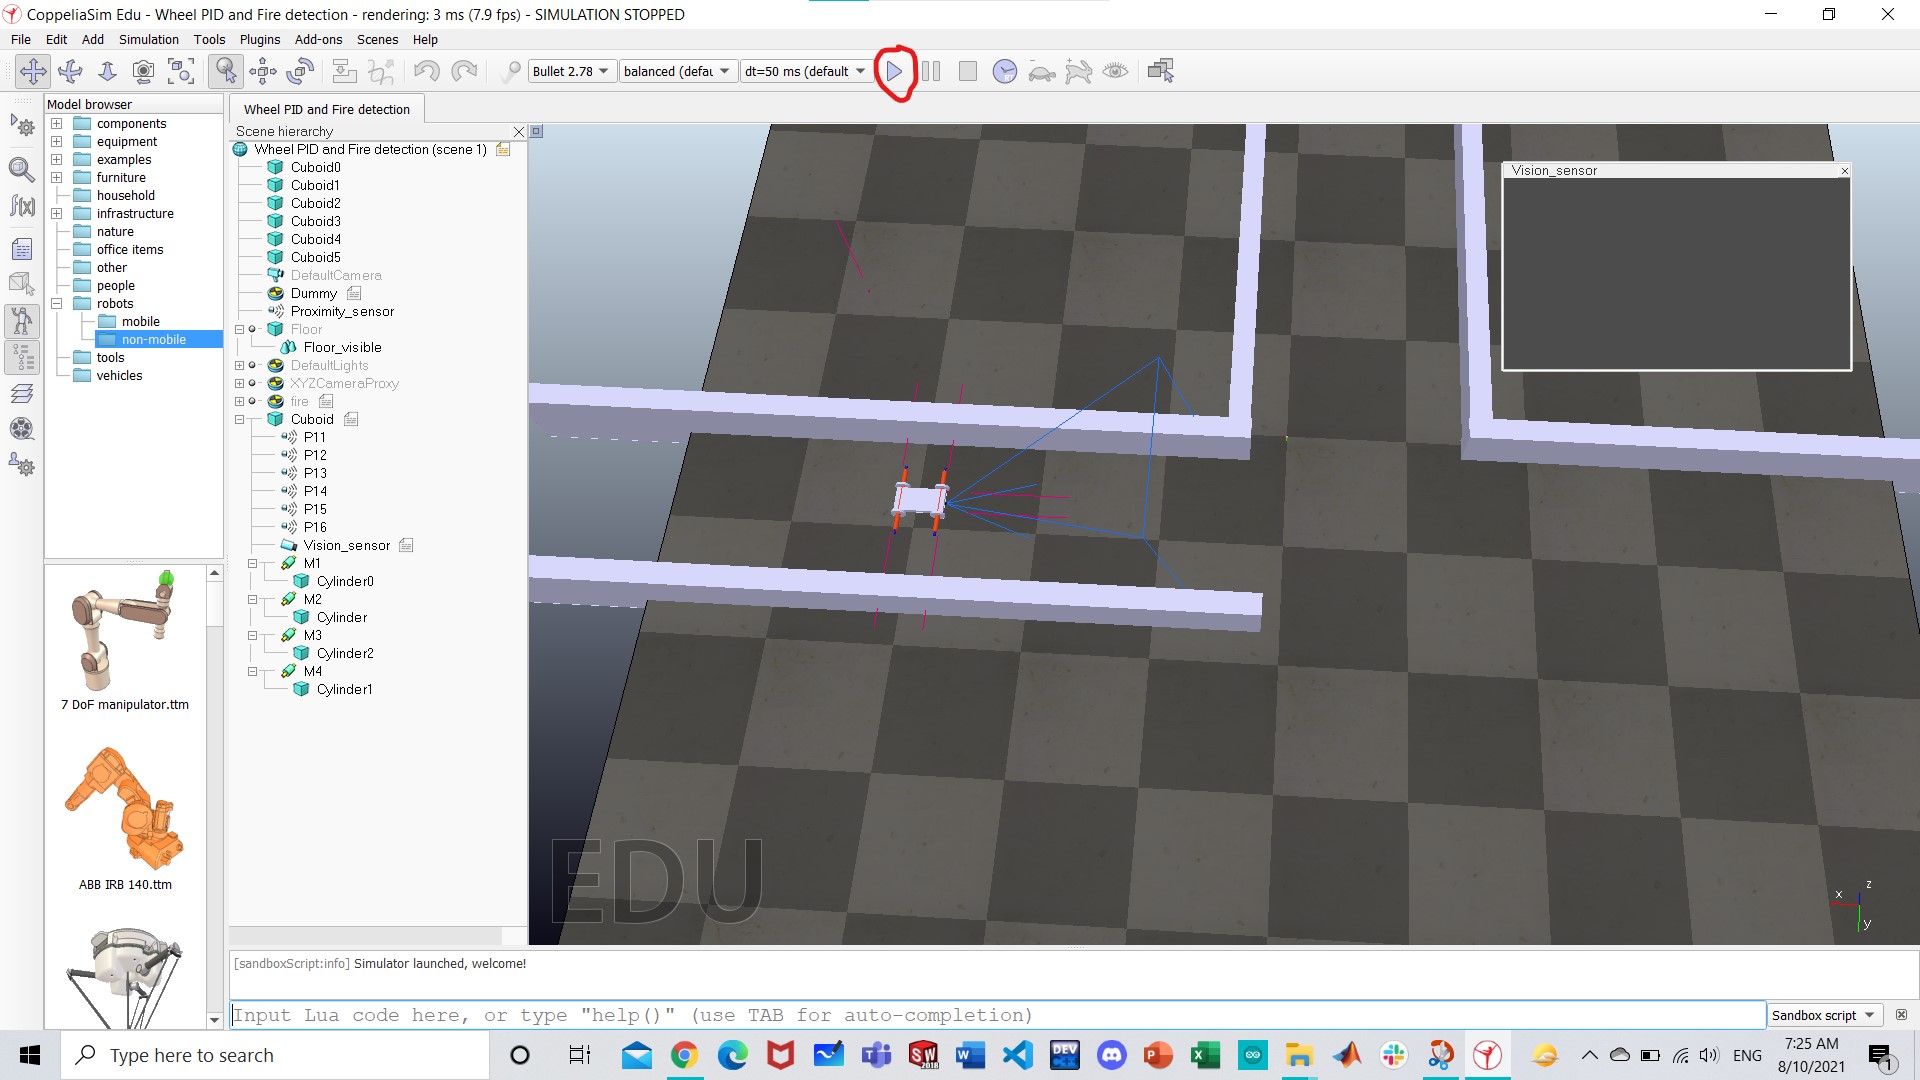 CoppeliaSim Edu - Wheel PID and Fire detection - rendering: 3 ms (7.9 fps) - SIMULATION STOPPED
File Edit Add Simulation Tools Plugins Add-ons Scenes Help
Bullet 2.78 balanced (defau dt=50 ms (default
Model browser
components
equipment
examples
furniture
household
infrastructure
nature
office items
other
people
robots
mobile
non-mobile
tools
vehicles
7 DoF manipulator.ttm
ABB IRB 140.ttm
Wheel PID and Fire detection
Scene hierarchy
Wheel PID and Fire detection (scene 1)
Cuboid0
Cuboid1
Cuboid2
Cuboid3
Cuboid4
Cuboid5
DefaultCamera
Dummy
Proximity_sensor
Floor
Floor_visible
DefaultLights
XYZCameraProxy
fire
Cuboid
P11
P12
P13
P14
P15
P16
Vision_sensor
M1
Cylinder0
M2
Cylinder
M3
Cylinder2
M4
Cylinder1
Vision_sensor
EDU
x
z
y
[sandboxScript:info] Simulator launched, welcome!
Input Lua code here, or type "help()" (use TAB for auto-completion)
Sandbox script
Type here to search
ENG
7:25 AM
8/10/2021
1